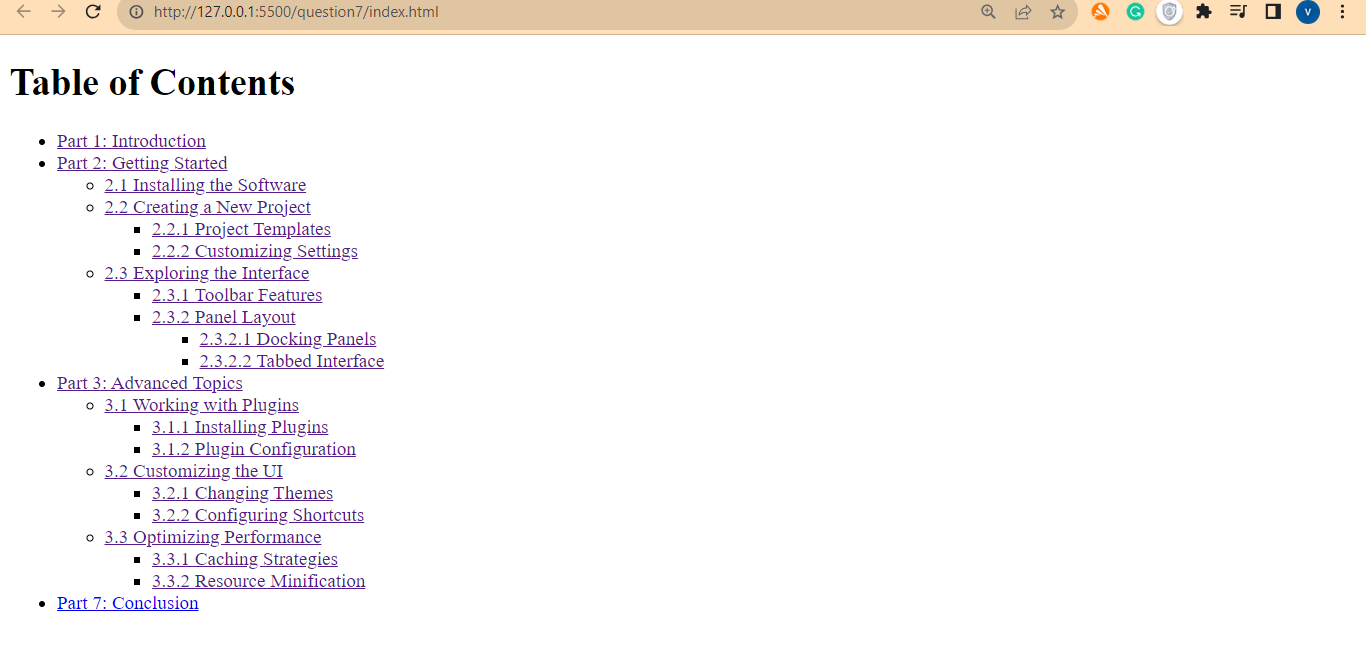 http://127.0.0.1:5500/question7/index.html
V
Table of Contents
Part 1: Introduction
Part 2: Getting Started
2.1 Installing the Software
2.2 Creating a New Project
2.2.1 Project Templates
2.2.2 Customizing Settings
2.3 Exploring the Interface
2.3.1 Toolbar Features
2.3.2 Panel Layout
2.3.2.1 Docking Panels
2.3.2.2 Tabbed Interface
Part 3: Advanced Topics
3.1 Working with Plugins
3.1.1 Installing Plugins
3.1.2 Plugin Configuration
3.2 Customizing the UI
3.2.1 Changing Themes
3.2.2 Configuring Shortcuts
3.3 Optimizing Performance
3.3.1 Caching Strategies
3.3.2 Resource Minification
Part 7: Conclusion